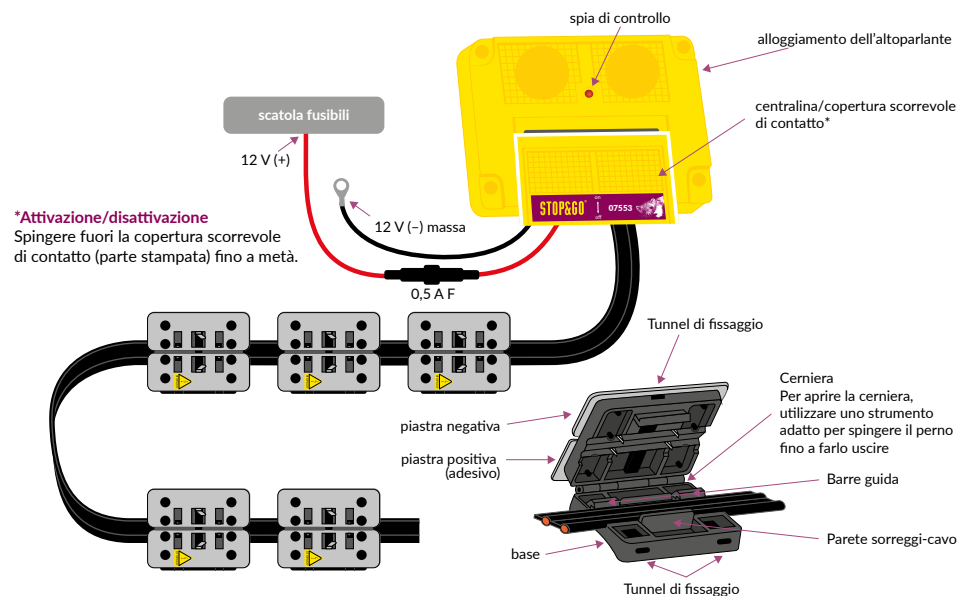 spia di controllo
alloggiamento dell'altoparlante
scatola fusibili
centralina/copertura scorrevole
di contatto*
12 V (+)
STOP&GO®
on
off
07553
12 V (–) massa
*Attivazione/disattivazione
Spingere fuori la copertura scorrevole
di contatto (parte stampata) fino a metà.
0,5 A F
Tunnel di fissaggio
Cerniera
Per aprire la cerniera,
utilizzare uno strumento
adatto per spingere il perno
fino a farlo uscire
piastra negativa
piastra positiva
(adesivo)
Barre guida
Parete sorreggi-cavo
base
Tunnel di fissaggio